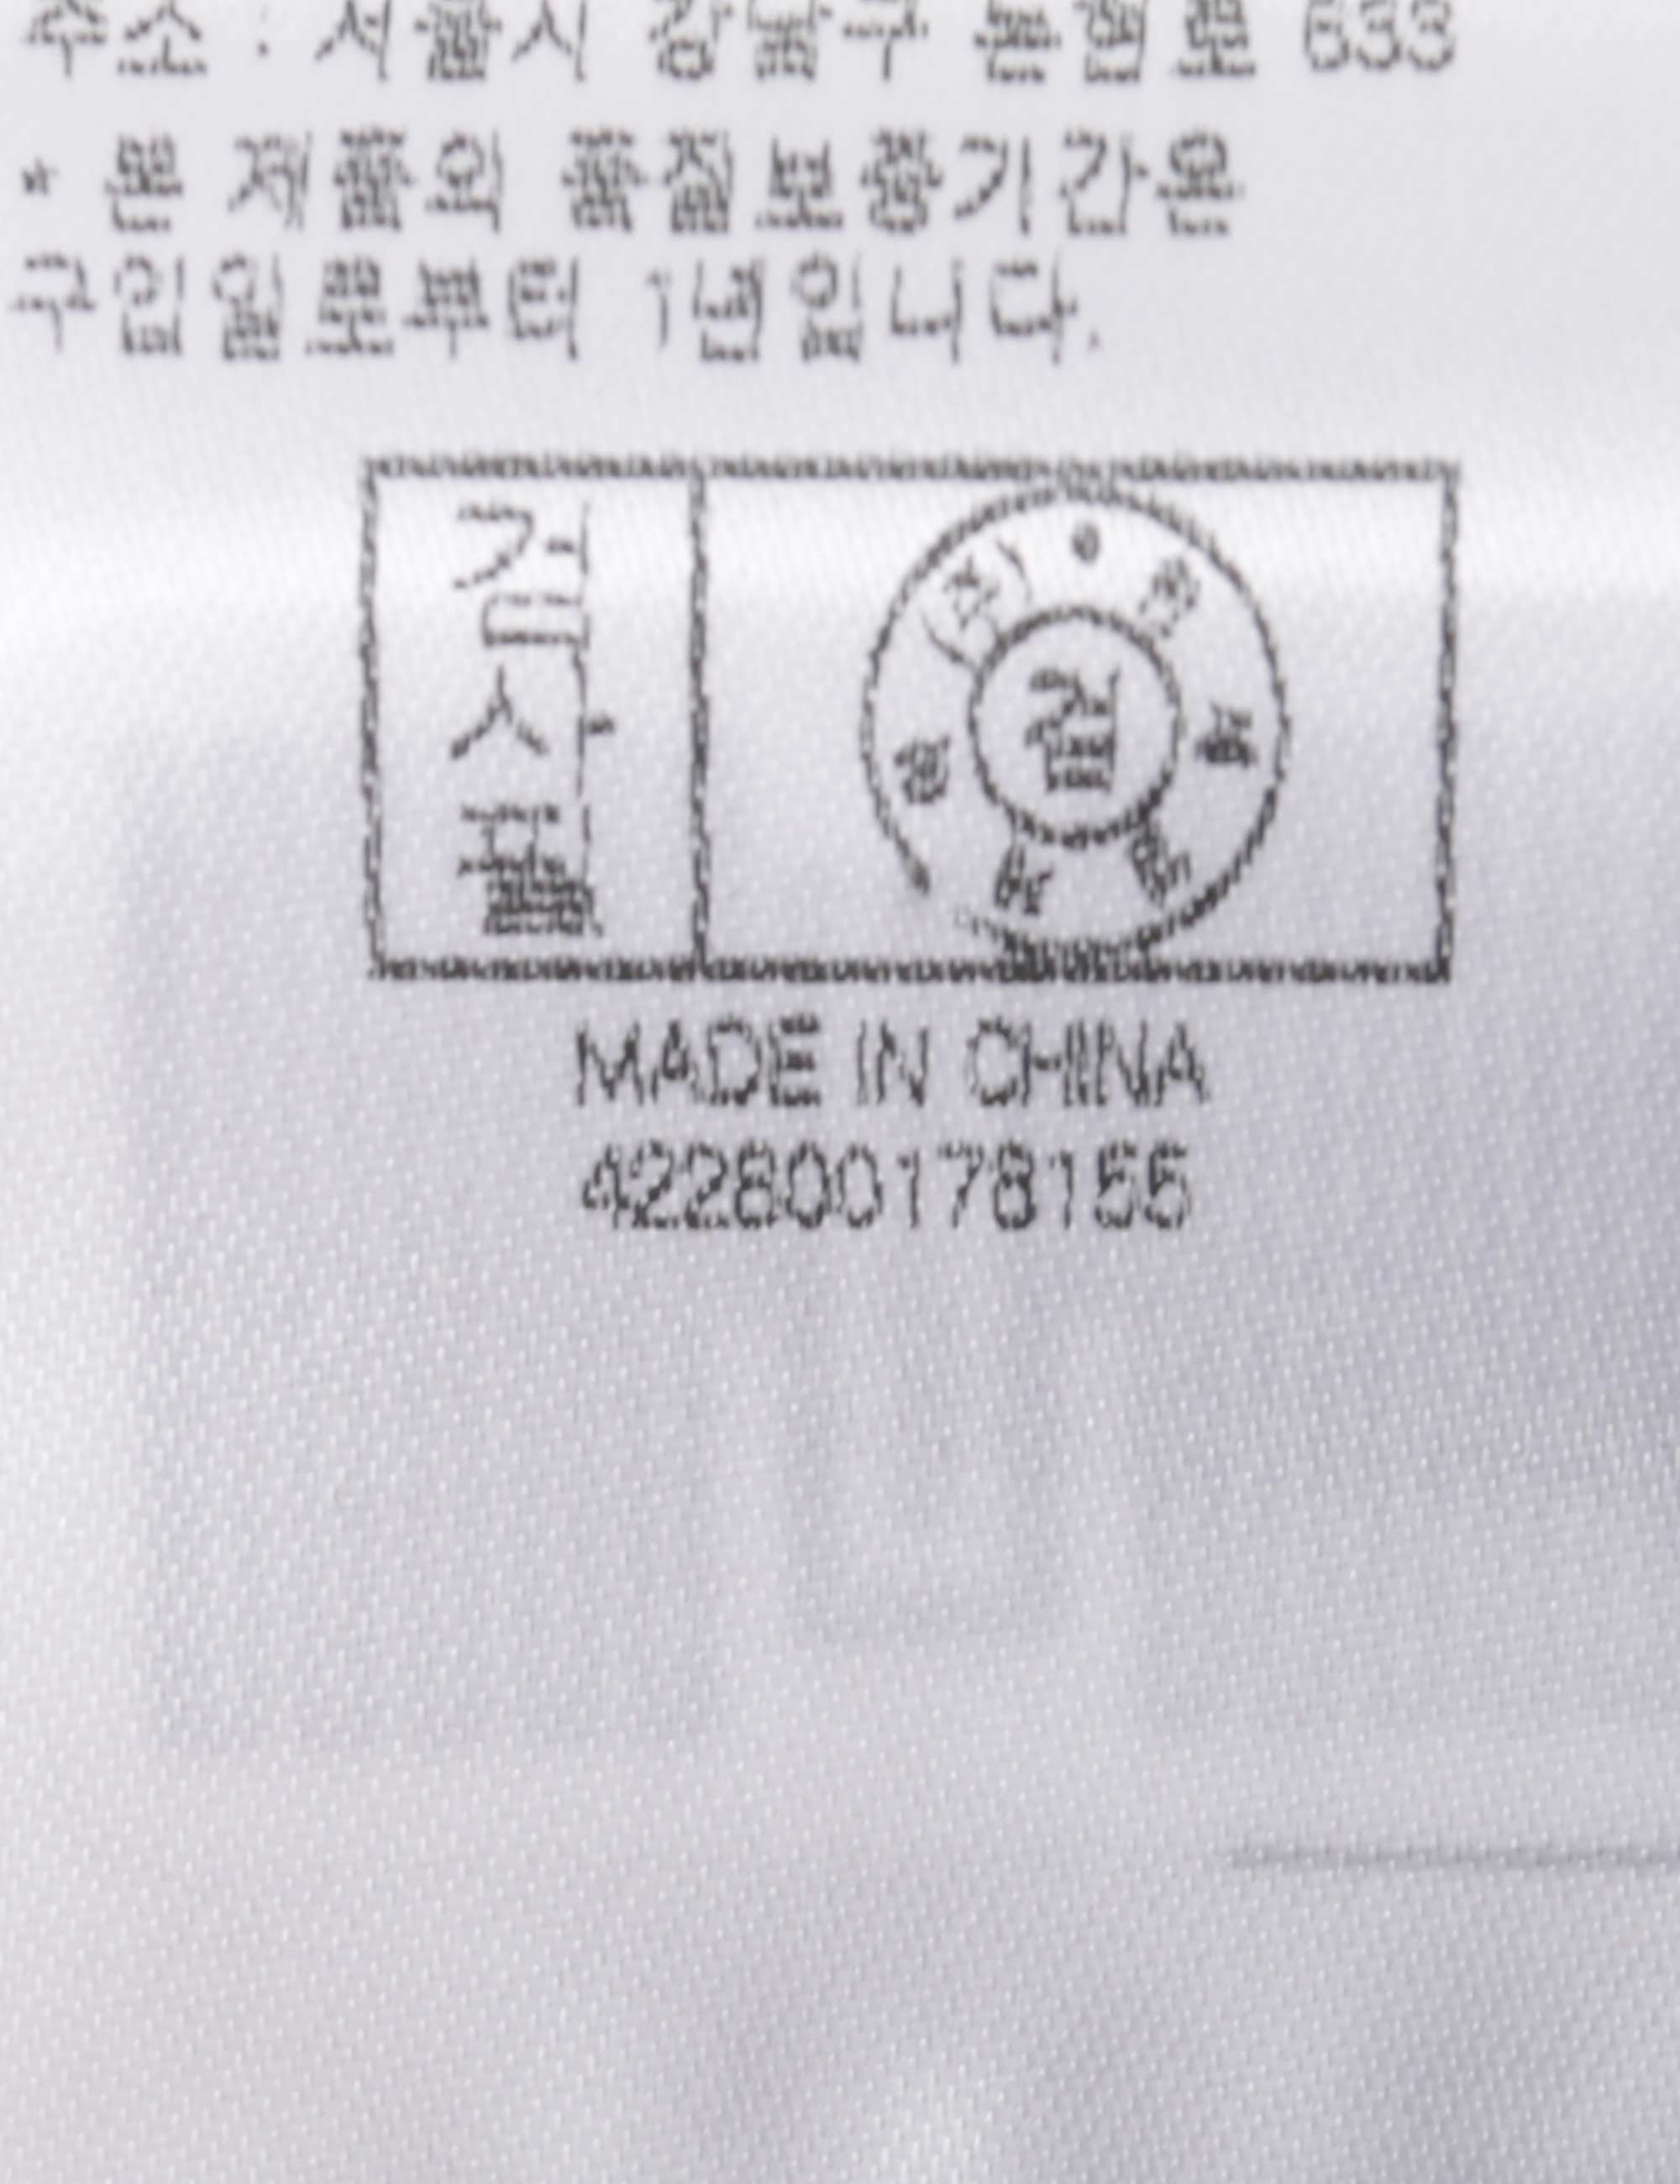 주소 : 서울시 강남구 논현로 633
* 본 제품의 품질보증기간은
구입일로부터 1년입니다.
검사필
(주)
검
MADE IN CHINA
422800178155